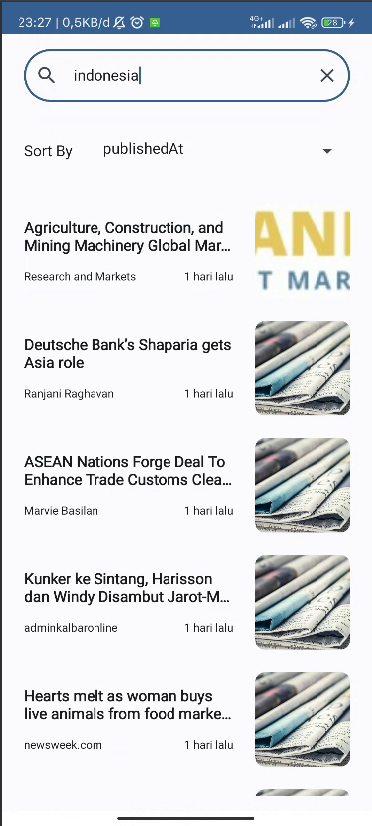 23:27 | 0,5KB/d
4G+
28
indonesia
Sort By
publishedAt
Agriculture, Construction, and
Mining Machinery Global Mar...
Research and Markets
1 hari lalu
AND
T MAR
Deutsche Bank's Shaparia gets
Asia role
Ranjani Raghavan
1 hari lalu
ASEAN Nations Forge Deal To
Enhance Trade Customs Clea...
Marvie Basilan
1 hari lalu
Kunker ke Sintang, Harisson
dan Windy Disambut Jarot-M...
adminkalbaronline
1 hari lalu
Hearts melt as woman buys
live animals from food marke...
newsweek.com
1 hari lalu